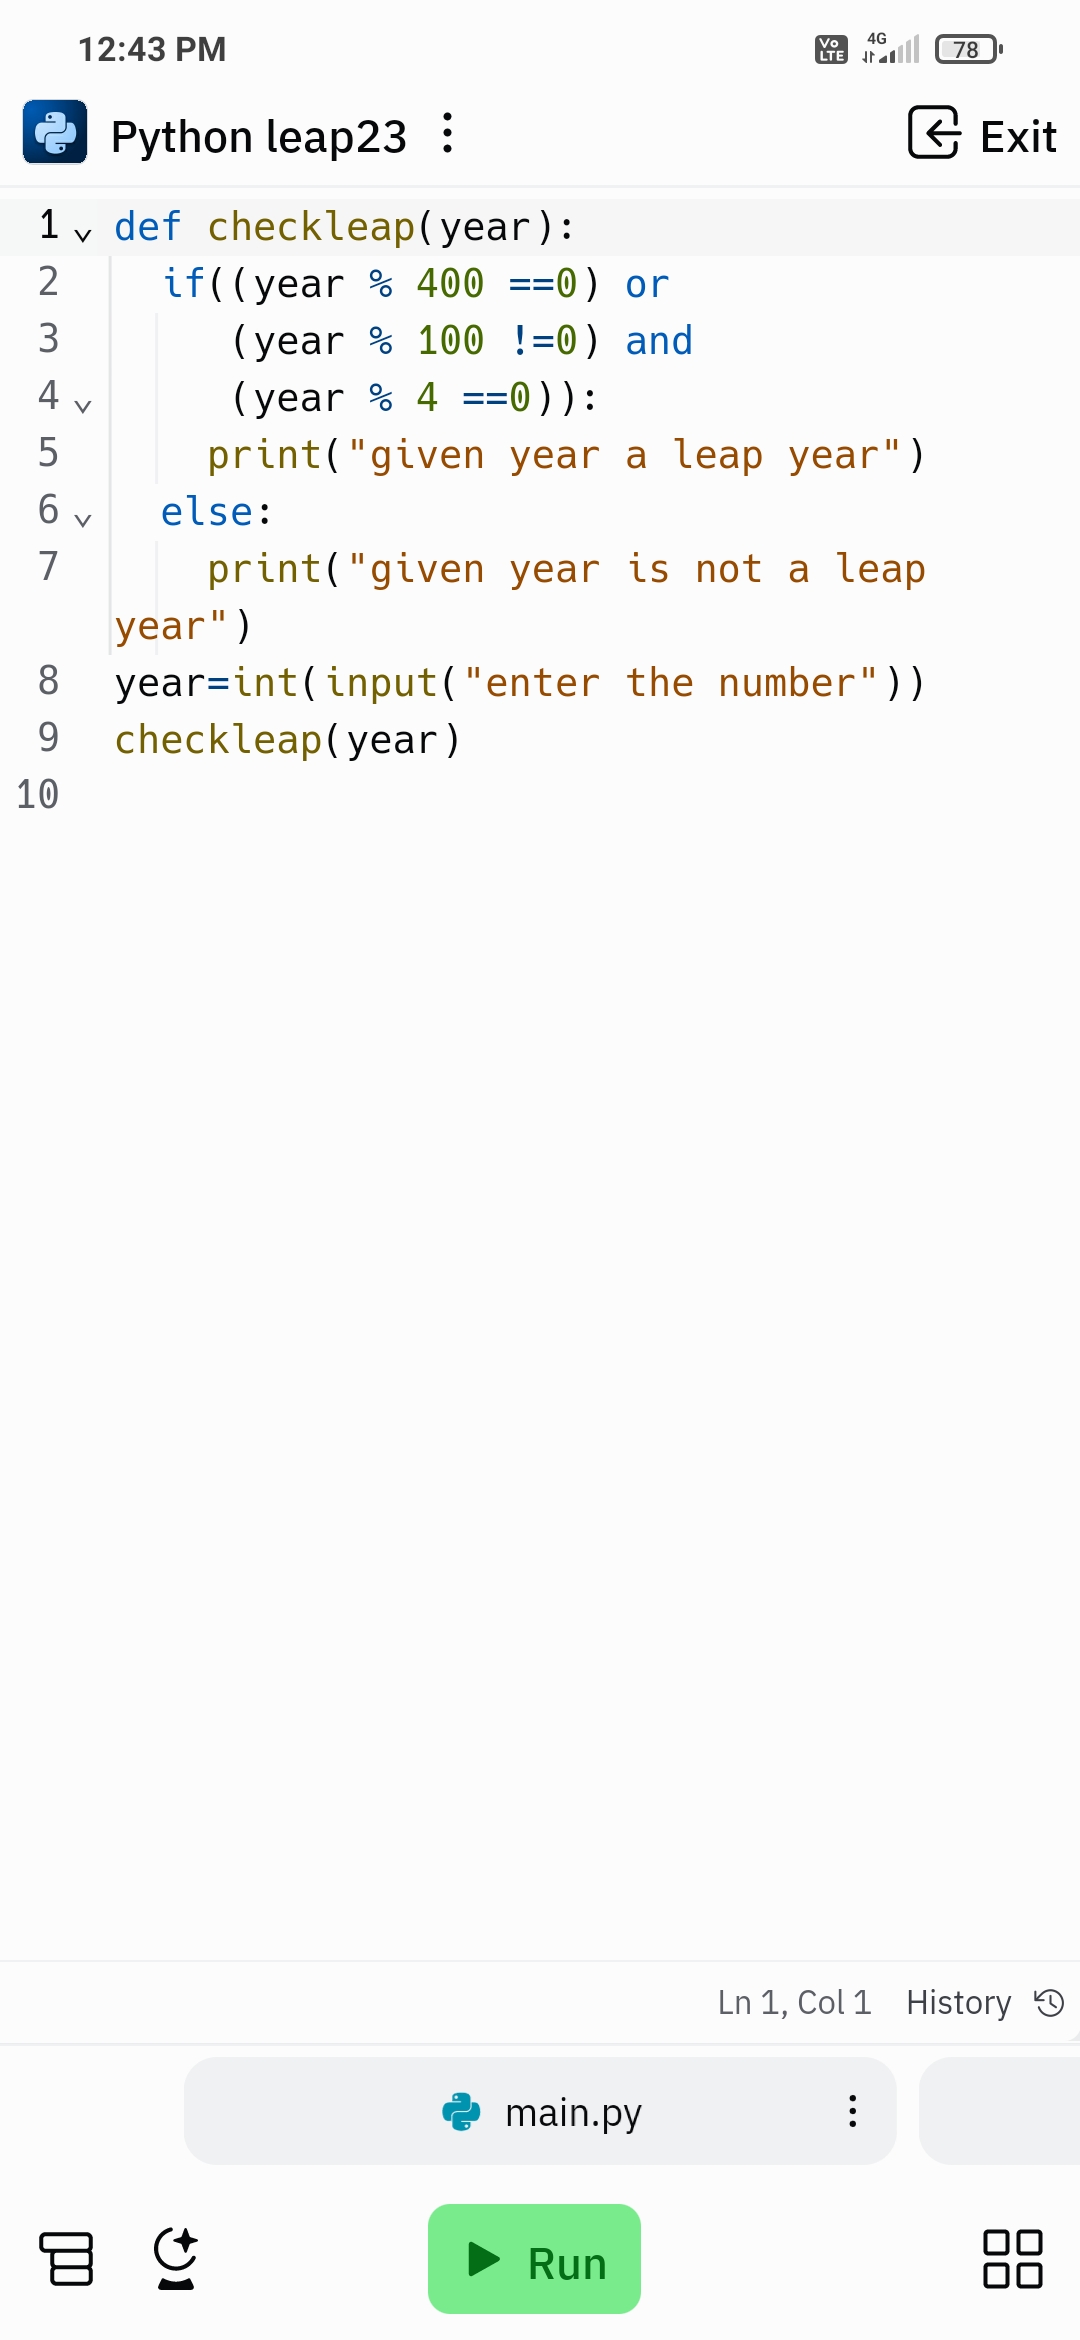 12:43 PM
Vo LTE 4G 78
Python leap23 Exit
1 def checkleap(year):
2   if((year % 400 ==0) or
3      (year % 100 !=0) and
4      (year % 4 ==0)):
5     print("given year a leap year")
6   else:
7     print("given year is not a leap
year")
8 year=int(input("enter the number"))
9 checkleap(year)
10
Ln 1, Col 1 History
main.py
Run